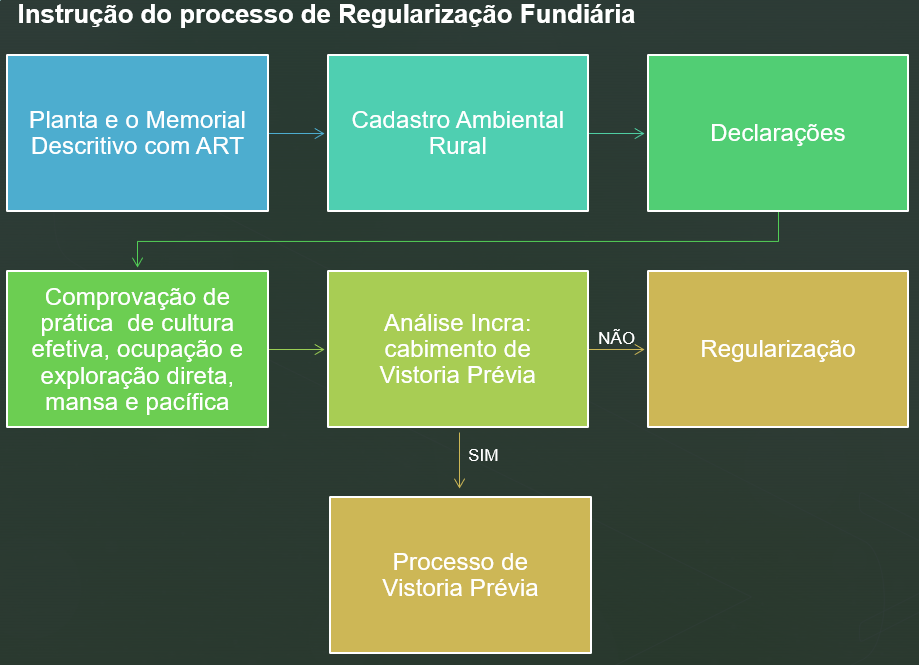 Instrução do processo de Regularização Fundiária
Planta e o Memorial
Descritivo com ART
Cadastro Ambiental
Rural
Declarações
Comprovação de
prática  de cultura
efetiva, ocupação e
exploração direta,
mansa e pacífica
Análise Incra:
cabimento de
Vistoria Prévia
NÃO
Regularização
SIM
Processo de
Vistoria Prévia